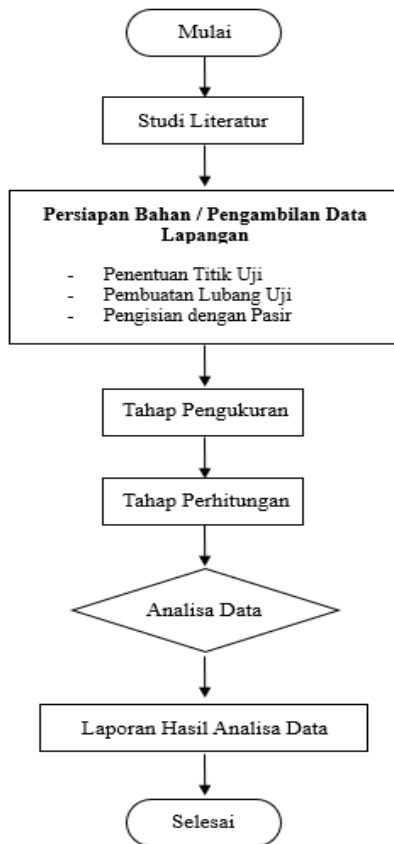 Mulai
Studi Literatur
Persiapan Bahan / Pengambilan Data
Lapangan
- Penentuan Titik Uji
- Pembuatan Lubang Uji
- Pengisian dengan Pasir
Tahap Pengukuran
Tahap Perhitungan
Analisa Data
Laporan Hasil Analisa Data
Selesai